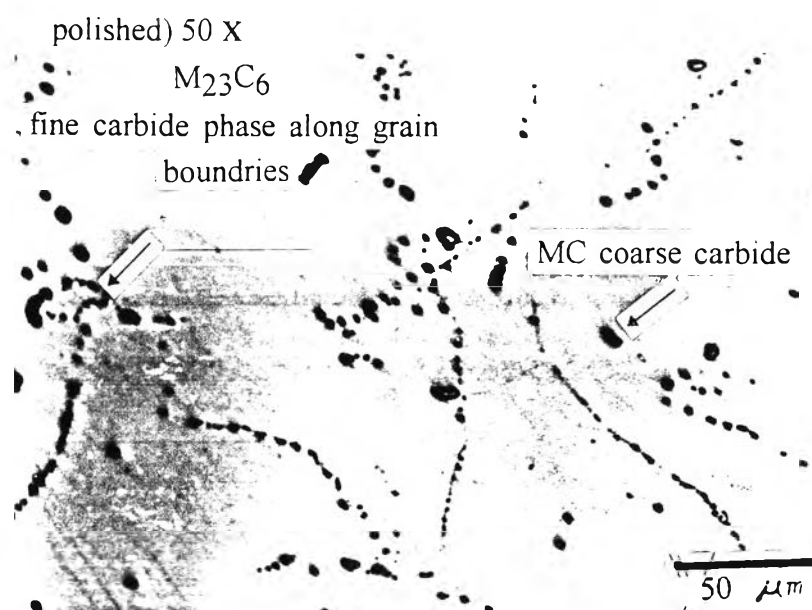 polished) 50 X
M23C6
fine carbide phase along grain
boundries
MC coarse carbide
50 μm